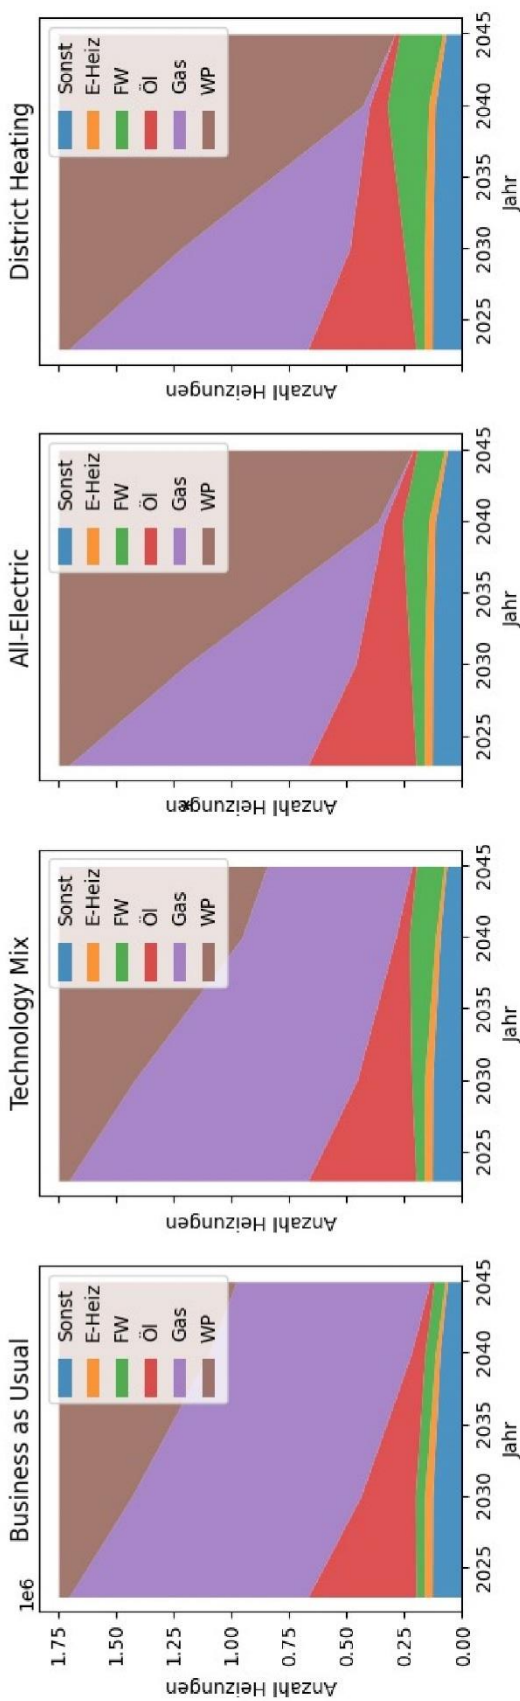 1e6
Business as Usual
Anzahl Heizungen
1.75
1.50
1.25
1.00
0.75
0.50
0.25
0.00
Sonst
E-Heiz
FW
Öl
Gas
WP
2025 2030 2035 2040 2045
Jahr
Technology Mix
Anzahl Heizungen
Sonst
E-Heiz
FW
Öl
Gas
WP
2025 2030 2035 2040 2045
Jahr
All-Electric
Anzahl Heizungen
Sonst
E-Heiz
FW
Öl
Gas
WP
2025 2030 2035 2040 2045
Jahr
District Heating
Anzahl Heizungen
Sonst
E-Heiz
FW
Öl
Gas
WP
2025 2030 2035 2040 2045
Jahr